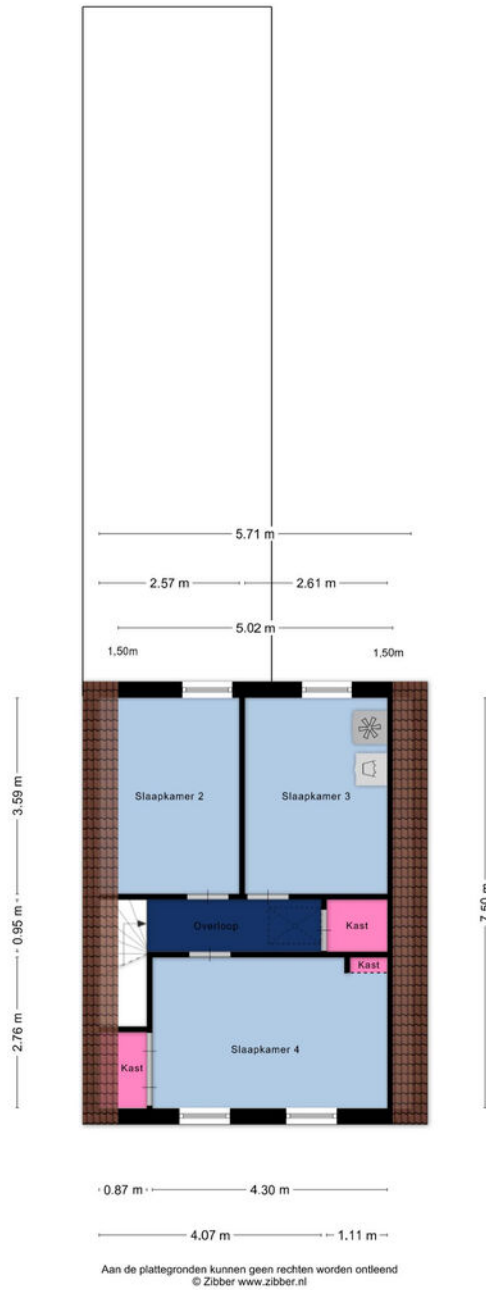 5.71 m
2.57 m
2.61 m
5.02 m
1,50m
1,50m
3.59 m
Slaapkamer 2
Slaapkamer 3
7.50 m
0.95 m
Overloop
Kast
Kast
2.76 m
Slaapkamer 4
Kast
0.87 m
4.30 m
4.07 m
1.11 m
Aan de plattegronden kunnen geen rechten worden ontleend
© Zibber www.zibber.nl